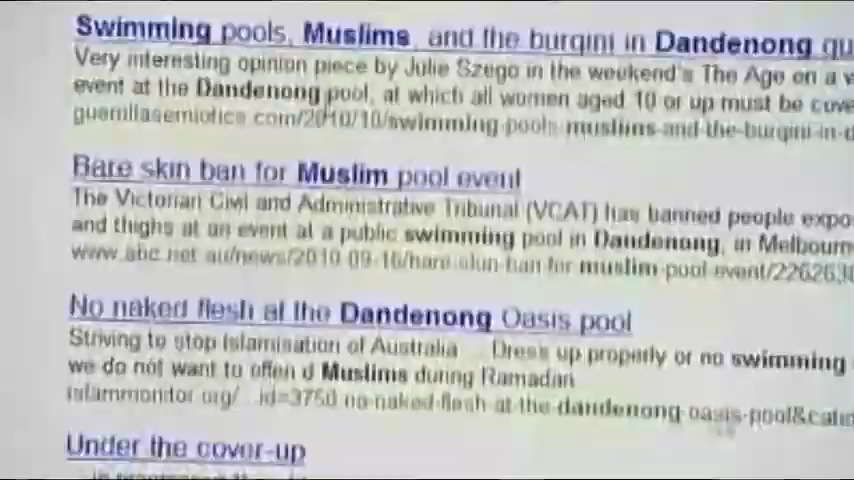 Swimming pools, Muslims, and the burqini in Dandenong
Very interesting opinion piece by Julie Szego in the weekend's The Age on a
event at the Dandenong pool, at which all women aged 10 or up must be
guerillasemiotics.com/2010/10/swimming-pools-muslims-and-the-burqini-in-d
Bare skin ban for Muslim pool event
The Victorian Civil and Administrative Tribunal (VCAT) has banned people
and thighs at an event at a public swimming pool in Dandenong, in
www.abc.net.au/news/2010-09-16/bare-skin-ban-for-muslim-pool-event/
No naked flesh at the Dandenong Oasis pool
Striving to stop Islamisation of Australia ... Dress up properly or no swimming
we do not want to offen d Muslims during Ramadan
islammonitor.org/...id=3750 no-naked-flesh-at-the-dandenong-oasis-pool&
Under the cover-up